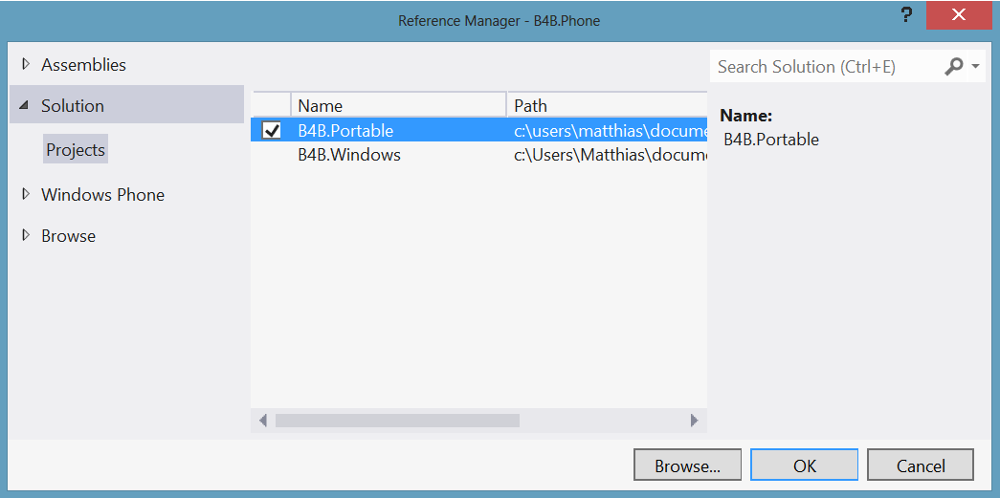 Reference Manager - B4B.Phone
?
Assemblies
Solution
Projects
Windows Phone
Browse
Name Path
B4B.Portable c:\users\matthias\docume
B4B.Windows c:\Users\Matthias\docume
Search Solution (Ctrl+E)
Name:
B4B.Portable
Browse... OK Cancel